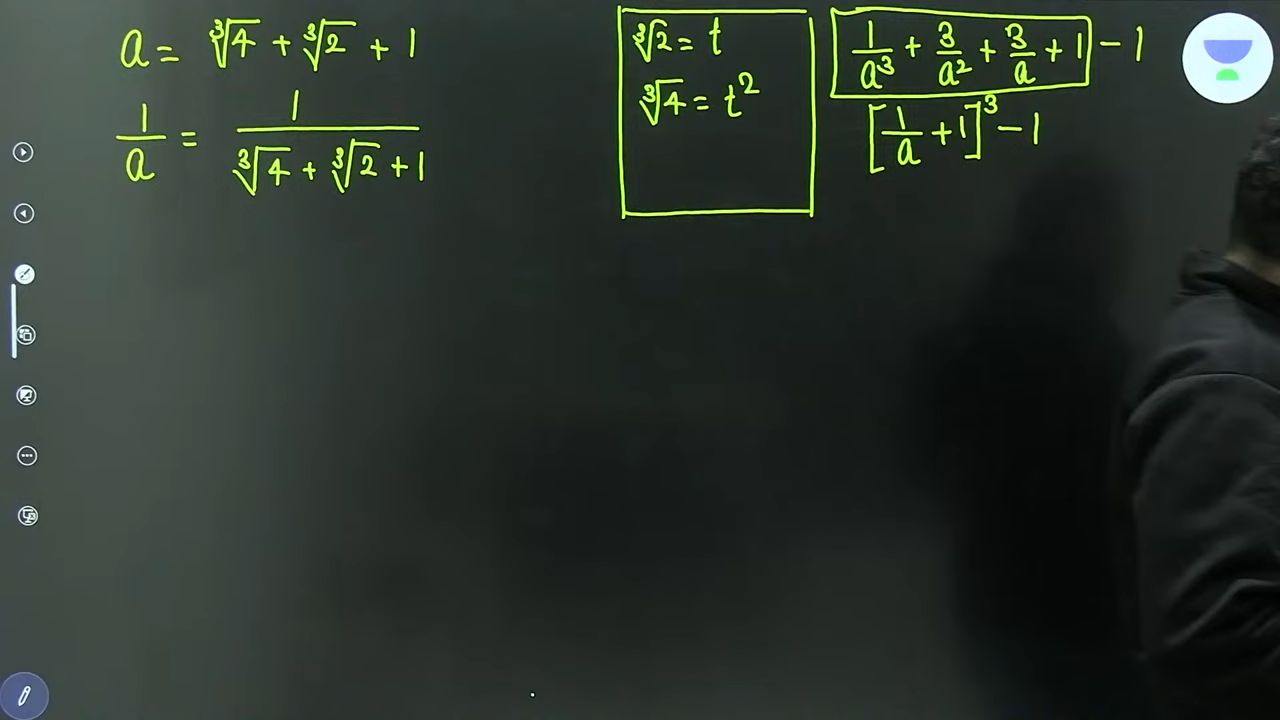 a = ∛4 + ∛2 + 1
1/a = 1/(∛4 + ∛2 + 1)
∛2 = t
∛4 = t²
1/a³ + 3/a² + 3/a + 1 - 1
[1/a + 1]³ - 1